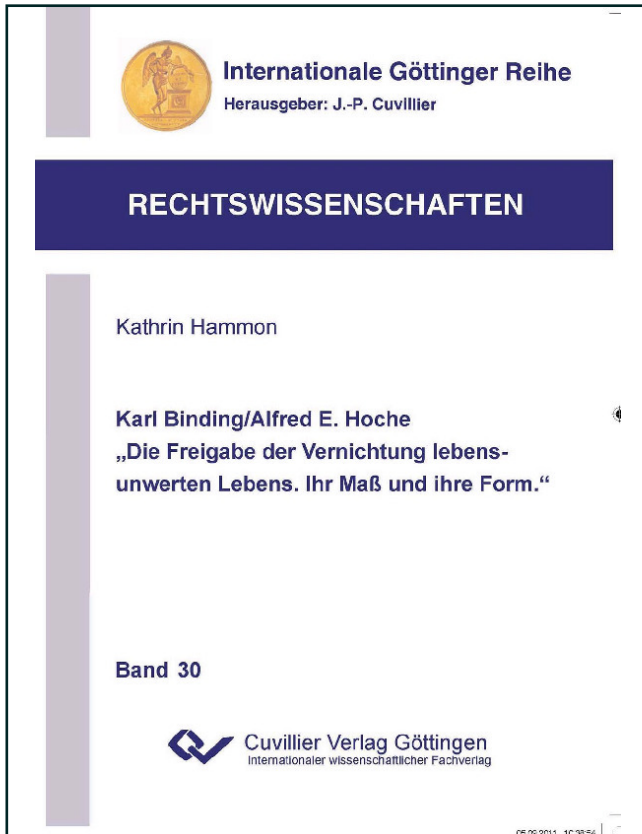 Internationale Göttinger Reihe
Herausgeber: J.-P. Cuvillier
RECHTSWISSENSCHAFTEN
Kathrin Hammon
Karl Binding/Alfred E. Hoche
„Die Freigabe der Vernichtung lebens-
unwerten Lebens. Ihr Maß und ihre Form.“
Band 30
Cuvillier Verlag Göttingen
Internationaler wissenschaftlicher Fachverlag